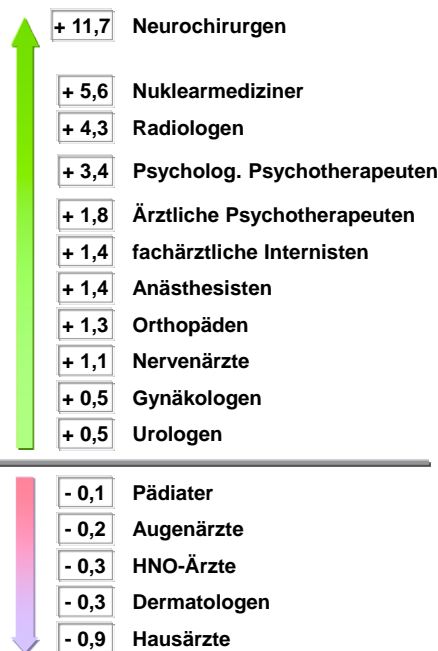 + 11,7 Neurochirurgen
+ 5,6 Nuklearmediziner
+ 4,3 Radiologen
+ 3,4 Psycholog. Psychotherapeuten
+ 1,8 Ärztliche Psychotherapeuten
+ 1,4 fachärztliche Internisten
+ 1,4 Anästhesisten
+ 1,3 Orthopäden
+ 1,1 Nervenärzte
+ 0,5 Gynäkologen
+ 0,5 Urologen
- 0,1 Pädiater
- 0,2 Augenärzte
- 0,3 HNO-Ärzte
- 0,3 Dermatologen
- 0,9 Hausärzte